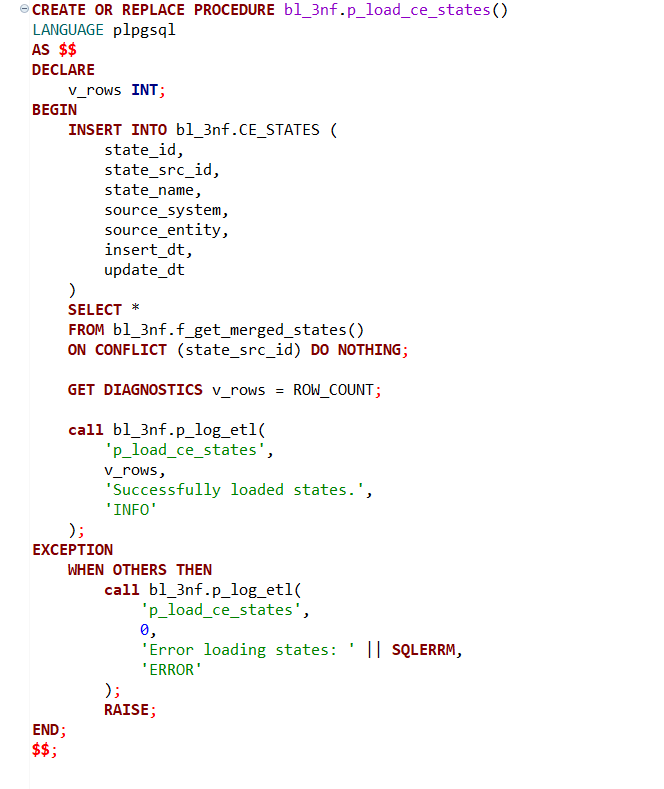 CREATE OR REPLACE PROCEDURE bl_3nf.p_load_ce_states()
LANGUAGE plpgsql
AS $$
DECLARE
    v_rows INT;
BEGIN
    INSERT INTO bl_3nf.CE_STATES (
        state_id,
        state_src_id,
        state_name,
        source_system,
        source_entity,
        insert_dt,
        update_dt
    )
    SELECT *
    FROM bl_3nf.f_get_merged_states()
    ON CONFLICT (state_src_id) DO NOTHING;

    GET DIAGNOSTICS v_rows = ROW_COUNT;

    call bl_3nf.p_log_etl(
        'p_load_ce_states',
        v_rows,
        'Successfully loaded states.',
        'INFO'
    );
EXCEPTION
    WHEN OTHERS THEN
        call bl_3nf.p_log_etl(
            'p_load_ce_states',
            0,
            'Error loading states: ' || SQLERRM,
            'ERROR'
        );
        RAISE;
END;
$$;